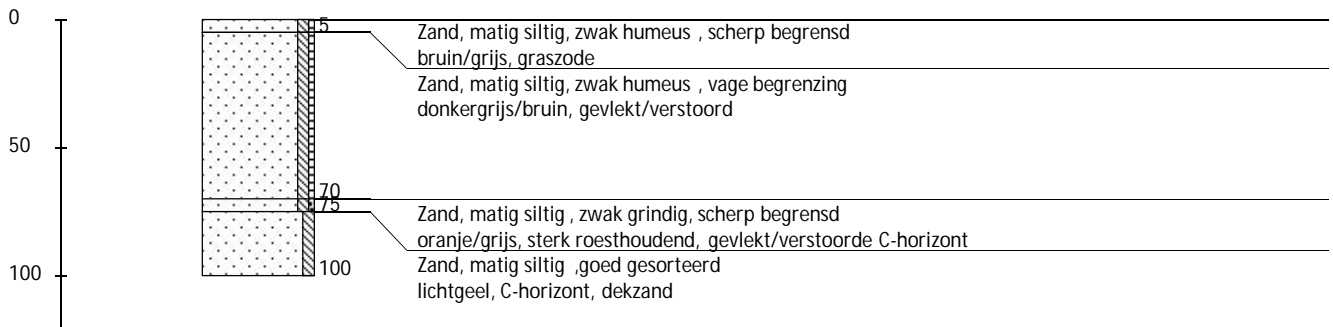 0
5
Zand, matig siltig, zwak humeus , scherp begrensd
bruin/grijs, graszode
Zand, matig siltig, zwak humeus , vage begrenzing
donkergrijs/bruin, gevlekt/verstoord
50
70
75
Zand, matig siltig , zwak grindig, scherp begrensd
oranje/grijs, sterk roesthoudend, gevlekt/verstoorde C-horizont
100
100
Zand, matig siltig ,goed gesorteerd
lichtgeel, C-horizont, dekzand